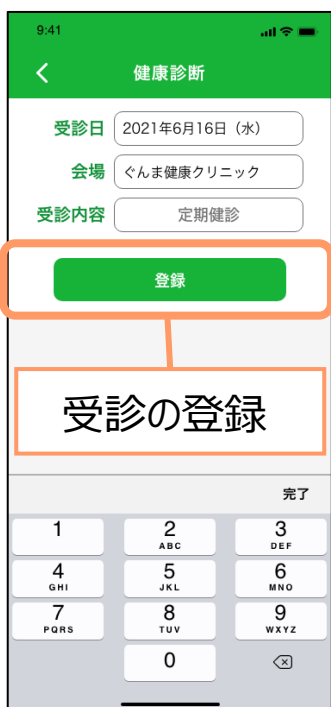 9:41
健康診断
受診日 2021年6月16日（水）
会場 ぐんま健康クリニック
受診内容 定期健診
登録
受診の登録
完了
1 2 3
ABC DEF
4 5 6
GHI JKL MNO
7 8 9
PQRS TUV WXYZ
0